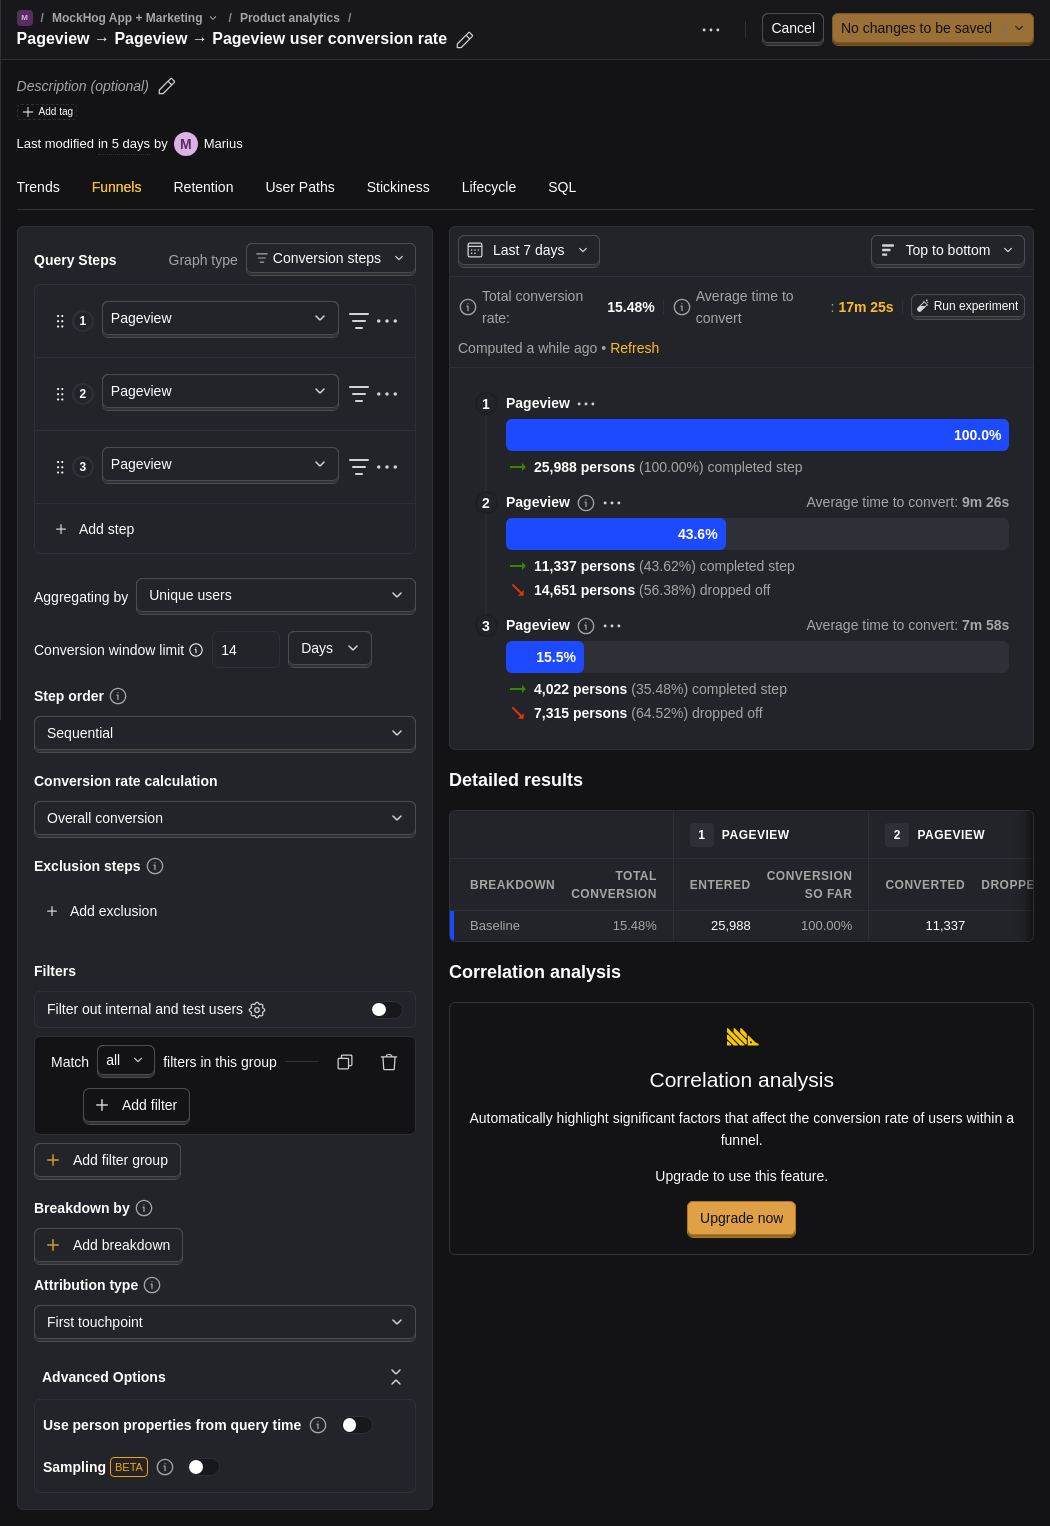 M / MockHog App + Marketing / Product analytics /
Pageview → Pageview → Pageview user conversion rate
Cancel
No changes to be saved
Description (optional)
Add tag
Last modified in 5 days by M Marius
Trends Funnels Retention User Paths Stickiness Lifecycle SQL
Query Steps Graph type Conversion steps
1 Pageview
2 Pageview
3 Pageview
Add step
Aggregating by Unique users
Conversion window limit 14 Days
Step order
Sequential
Conversion rate calculation
Overall conversion
Exclusion steps
Add exclusion
Filters
Filter out internal and test users
Match all filters in this group
Add filter
Add filter group
Breakdown by
Add breakdown
Attribution type
First touchpoint
Advanced Options
Use person properties from query time
Sampling BETA
Last 7 days Top to bottom
Total conversion
rate:
15.48%
Average time to
convert
: 17m 25s
Run experiment
Computed a while ago • Refresh
1 Pageview
100.0%
25,988 persons (100.00%) completed step
2 Pageview Average time to convert: 9m 26s
43.6%
11,337 persons (43.62%) completed step
14,651 persons (56.38%) dropped off
3 Pageview Average time to convert: 7m 58s
15.5%
4,022 persons (35.48%) completed step
7,315 persons (64.52%) dropped off
Detailed results
1 PAGEVIEW 2 PAGEVIEW
BREAKDOWN
TOTAL
CONVERSION
ENTERED
CONVERSION
SO FAR
CONVERTED DROPPE
Baseline 15.48% 25,988 100.00% 11,337
Correlation analysis
Correlation analysis
Automatically highlight significant factors that affect the conversion rate of users within a
funnel.
Upgrade to use this feature.
Upgrade now